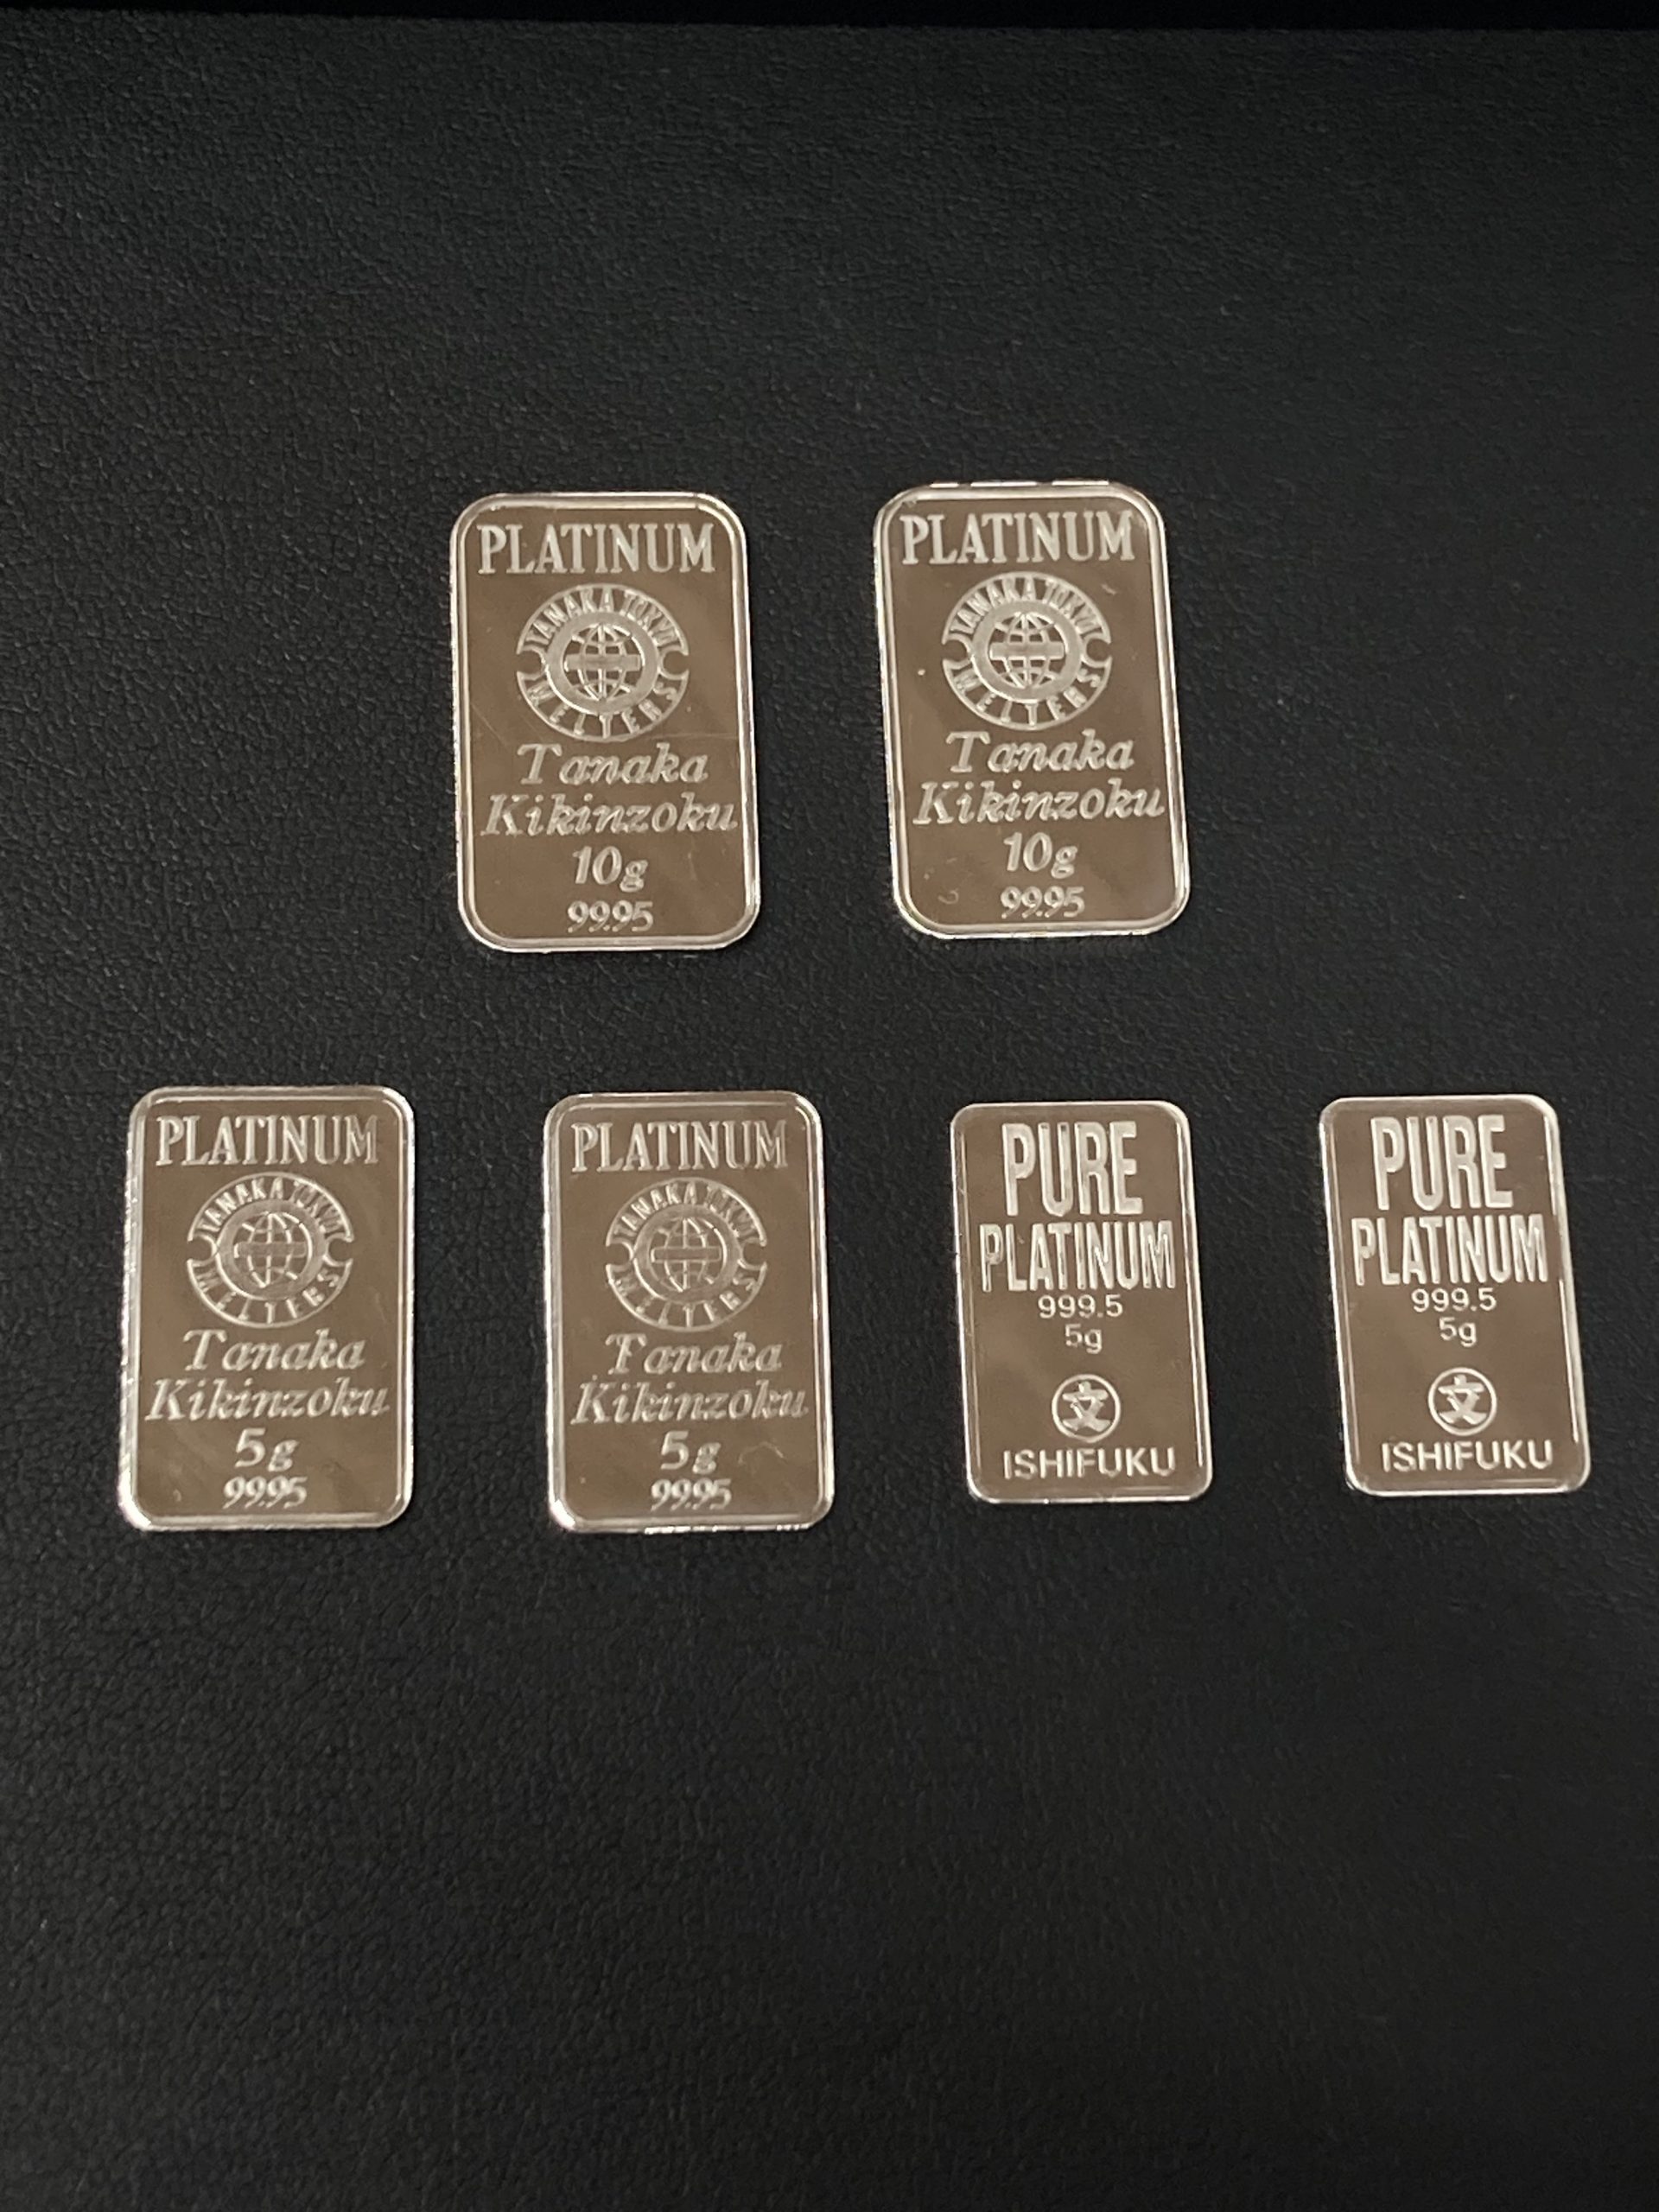 PLATINUM
TANAKA TOKYO
MELTERS
Tanaka
Kikinzoku
10g
99.95
PLATINUM
TANAKA TOKYO
MELTERS
Tanaka
Kikinzoku
10g
99.95
PLATINUM
TANAKA TOKYO
MELTERS
Tanaka
Kikinzoku
5g
99.95
PLATINUM
TANAKA TOKYO
MELTERS
Tanaka
Kikinzoku
5g
99.95
PURE
PLATINUM
999.5
5g
文
ISHIFUKU
PURE
PLATINUM
999.5
5g
文
ISHIFUKU